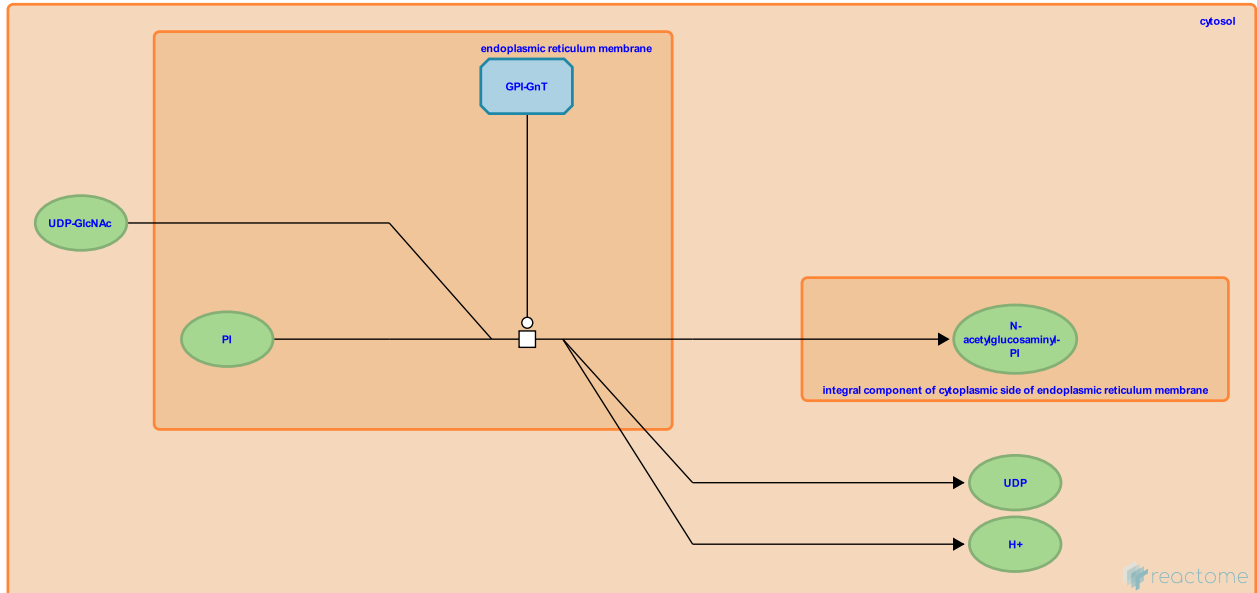 cytosol
endoplasmic reticulum membrane
GPI-GnT
UDP-GlcNAc
PI
N-
acetylglucosaminyl-
PI
integral component of cytoplasmic side of endoplasmic reticulum membrane
UDP
H+
reactome